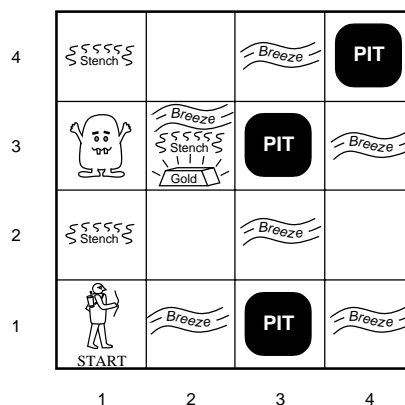 4 Stench Breeze PIT
Breeze
3 Stench PIT Breeze
Gold
2 Stench Breeze
1 Breeze PIT Breeze
START
1 2 3 4